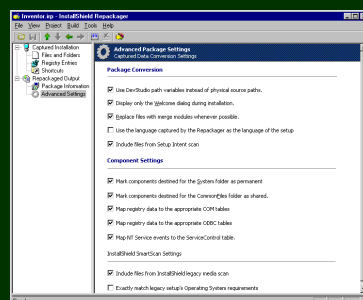 Inventor.irp - InstallShield Repackager
File View Project Build Tools Help
Captured Installation
Files and Folders
Registry Entries
Shortcuts
Repackaged Output
Package Information
Advanced Settings
Advanced Package Settings
Captured Data Conversion Settings
Package Conversion
Use DevStudio path variables instead of physical source paths.
Display only the Welcome dialog during installation.
Replace files with merge modules whenever possible.
Use the language captured by the Repackager as the language of the setup
Include files from Setup Intent scan
Component Settings
Mark components destined for the System folder as permanent
Mark components destined for the CommonFiles folder as shared.
Map registry data to the appropriate COM tables
Map registry data to the appropriate ODBC tables
Map NT Service events to the ServiceControl table.
InstallShield SmartScan Settings
Include files from InstallShield legacy media scan
Exactly match legacy setup's Operating System requirements